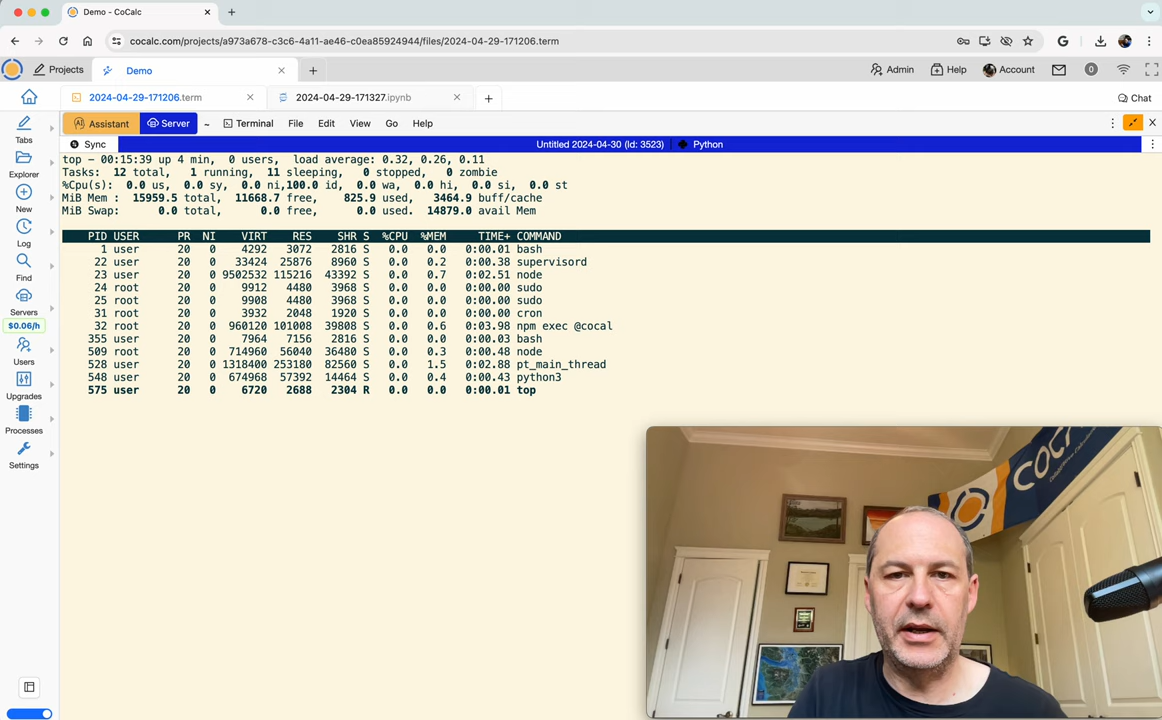 Demo - CoCalc
cocalc.com/projects/a973a678-c3c6-4a11-ae46-c0ea85924944/files/2024-04-29-171206.term
Projects
Demo
Admin
Help
Account
0
2024-04-29-171206.term
2024-04-29-171327.ipynb
Chat
Assistant
Server
Terminal
File
Edit
View
Go
Help
Sync
Untitled 2024-04-30 (Id: 3523)
Python
Tabs
Explorer
New
Log
Find
Servers
$0.06/h
Users
Upgrades
Processes
Settings
top - 00:15:39 up 4 min,  0 users,  load average: 0.32, 0.26, 0.11
Tasks:  12 total,   1 running,  11 sleeping,   0 stopped,   0 zombie
%Cpu(s):  0.0 us,  0.0 sy,  0.0 ni,100.0 id,  0.0 wa,  0.0 hi,  0.0 si,  0.0 st
MiB Mem :  15959.5 total,  11668.7 free,    825.9 used,   3464.9 buff/cache
MiB Swap:      0.0 total,      0.0 free,      0.0 used.  14879.0 avail Mem
PID USER      PR  NI    VIRT    RES    SHR S  %CPU  %MEM     TIME+ COMMAND
1 user      20   0    4292   3072   2816 S   0.0   0.0   0:00.01 bash
22 user      20   0   33424  25876   8960 S   0.0   0.2   0:00.38 supervisord
23 user      20   0 9502532 115216  43392 S   0.0   0.7   0:02.51 node
24 root      20   0    9912   4480   3968 S   0.0   0.0   0:00.00 sudo
25 root      20   0    9908   4480   3968 S   0.0   0.0   0:00.00 sudo
31 root      20   0    3932   2048   1920 S   0.0   0.0   0:00.00 cron
32 root      20   0  960120 101008  39808 S   0.0   0.6   0:03.98 npm exec @cocal
355 user      20   0    7964   7156   2816 S   0.0   0.0   0:00.03 bash
509 root      20   0  714960  56040  36480 S   0.0   0.3   0:00.48 node
528 user      20   0 1318400 253180  82560 S   0.0   1.5   0:02.88 pt_main_thread
548 user      20   0  674968  57392  14464 S   0.0   0.4   0:00.43 python3
575 user      20   0    6720   2688   2304 R   0.0   0.0   0:00.01 top